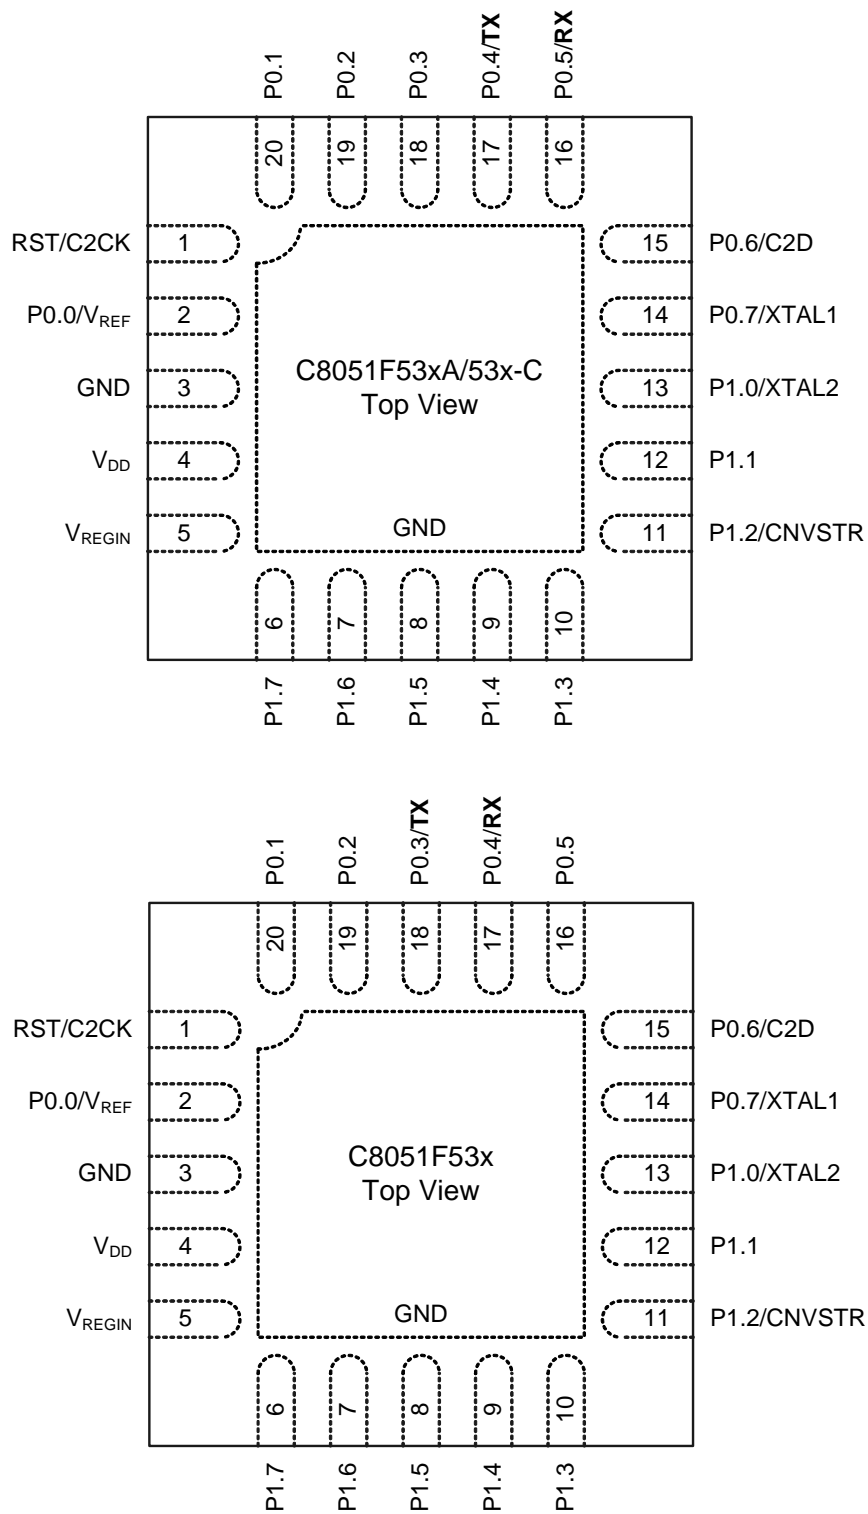 P0.1
P0.2
P0.3
P0.4/TX
P0.5/RX
20
19
18
17
16
RST/C2CK 1
15 P0.6/C2D
P0.0/VREF 2
14 P0.7/XTAL1
GND 3
13 P1.0/XTAL2
VDD 4
12 P1.1
VREGIN 5
11 P1.2/CNVSTR
C8051F53xA/53x-C
Top View
GND
6
7
8
9
10
P1.7
P1.6
P1.5
P1.4
P1.3
P0.1
P0.2
P0.3/TX
P0.4/RX
P0.5
20
19
18
17
16
RST/C2CK 1
15 P0.6/C2D
P0.0/VREF 2
14 P0.7/XTAL1
GND 3
13 P1.0/XTAL2
VDD 4
12 P1.1
VREGIN 5
11 P1.2/CNVSTR
C8051F53x
Top View
GND
6
7
8
9
10
P1.7
P1.6
P1.5
P1.4
P1.3